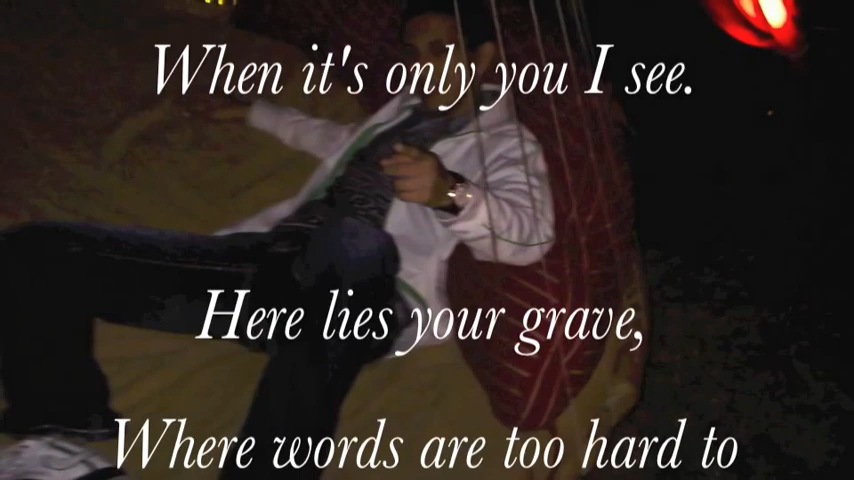 When it's only you I see.
Here lies your grave,
Where words are too hard to